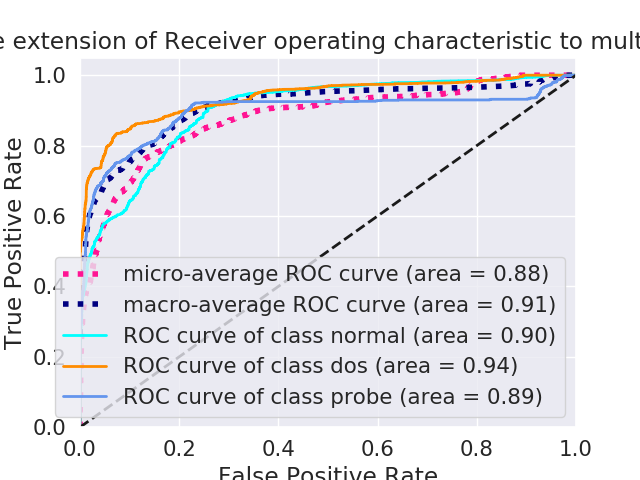 extension of Receiver operating characteristic to
1.0
0.8
0.6
0.4
0.2
0.0
True Positive Rate
micro-average ROC curve (area = 0.88)
macro-average ROC curve (area = 0.91)
ROC curve of class normal (area = 0.90)
ROC curve of class dos (area = 0.94)
ROC curve of class probe (area = 0.89)
0.0 0.2 0.4 0.6 0.8 1.0
False Positive Rate